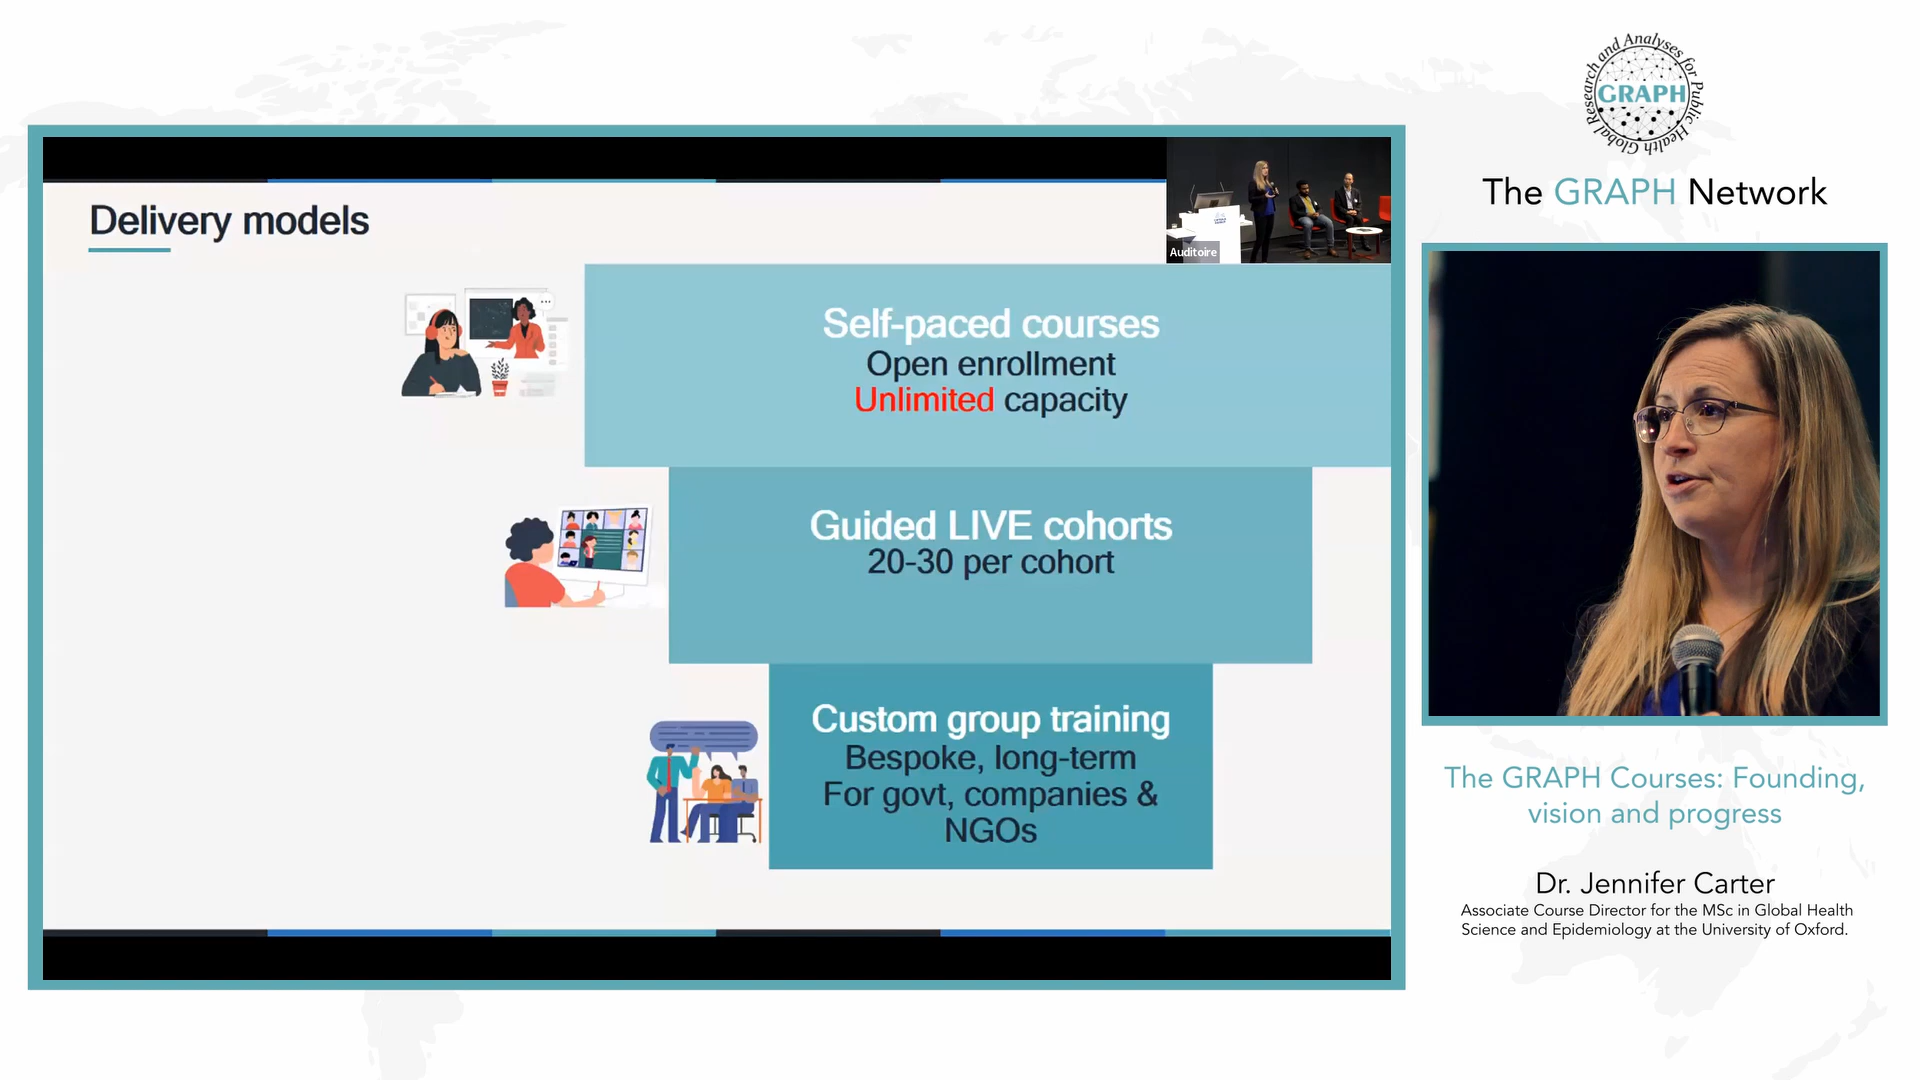 Delivery models
Auditoire
Self-paced courses
Open enrollment
Unlimited capacity
Guided LIVE cohorts
20-30 per cohort
Custom group training
Bespoke, long-term
For govt, companies &
NGOs
Global Research and Analyses for Public Health
GRAPH
The GRAPH Network
The GRAPH Courses: Founding,
vision and progress
Dr. Jennifer Carter
Associate Course Director for the MSc in Global Health
Science and Epidemiology at the University of Oxford.